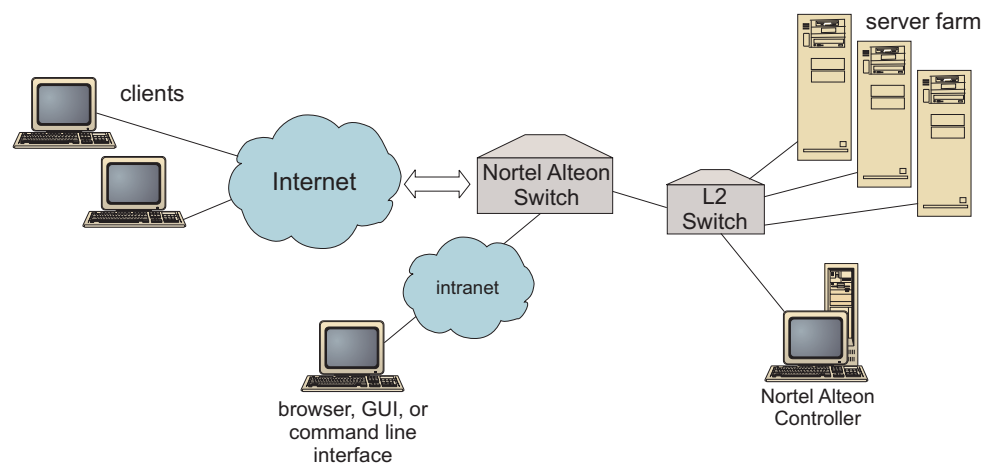 server farm
clients
Internet
Nortel Alteon
Switch
L2
Switch
intranet
browser, GUI, or
command line
interface
Nortel Alteon
Controller